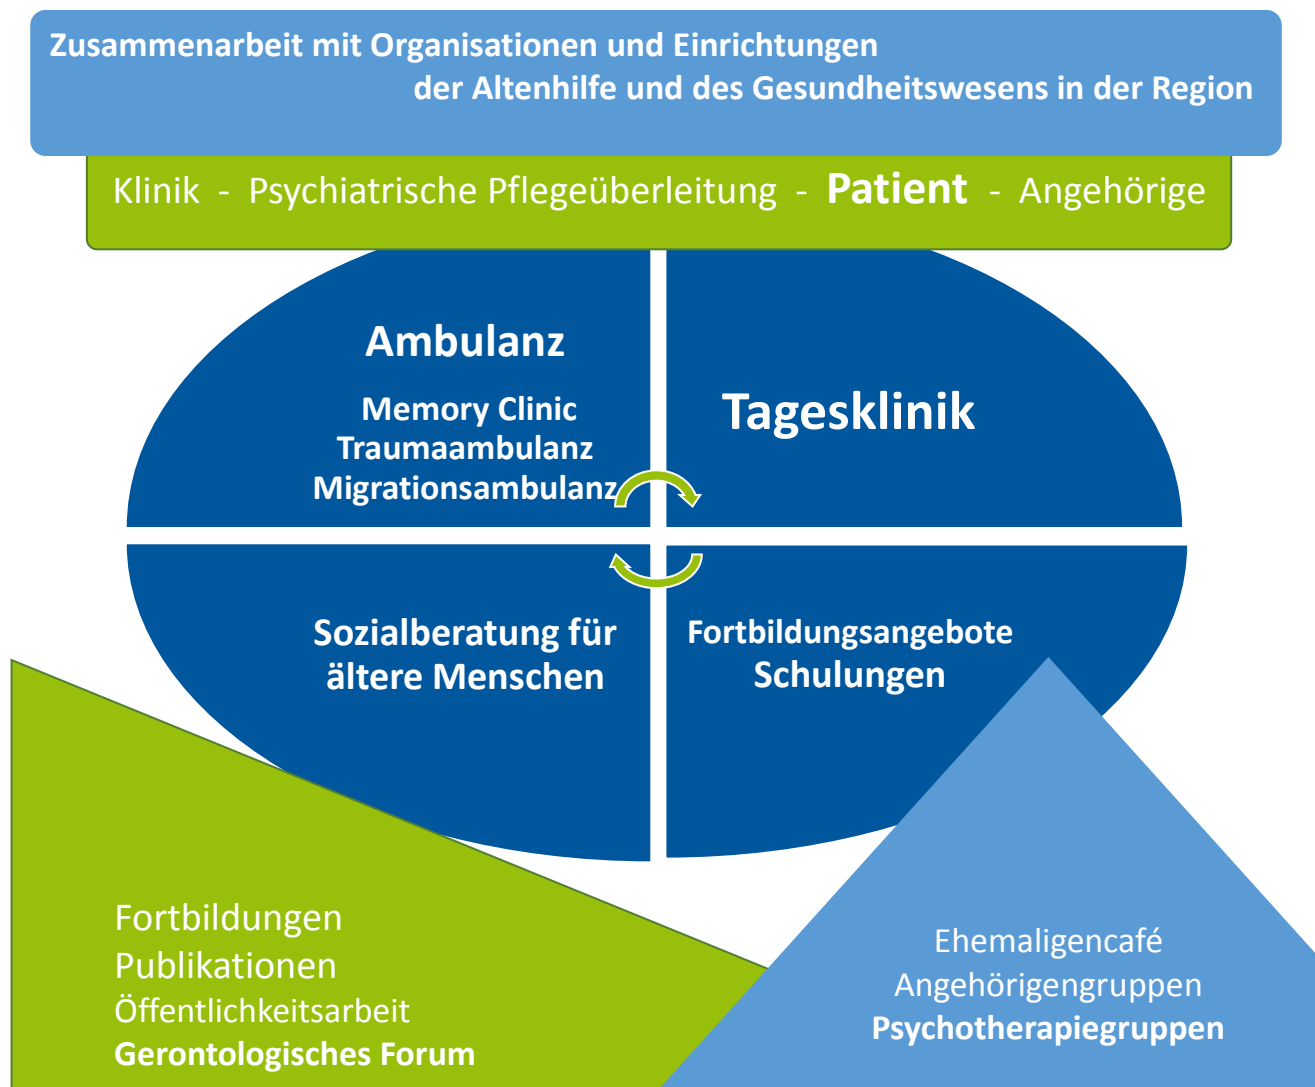 Zusammenarbeit mit Organisationen und Einrichtungen
der Altenhilfe und des Gesundheitswesens in der Region
Klinik - Psychiatrische Pflegeüberleitung - Patient - Angehörige
Ambulanz
Memory Clinic
Traumaambulanz
Migrationsambulanz
Tagesklinik
Sozialberatung für
ältere Menschen
Fortbildungsangebote
Schulungen
Fortbildungen
Publikationen
Öffentlichkeitsarbeit
Gerontologisches Forum
Ehemaligencafé
Angehörigengruppen
Psychotherapiegruppen